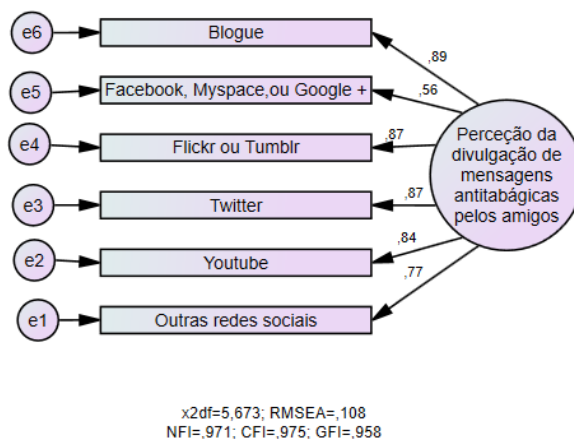 e6
Blogue
,89
e5
Facebook, Myspace,ou Google +
,56
e4
Flickr ou Tumblr
,87
e3
Twitter
,87
e2
Youtube
,84
e1
Outras redes sociais
,77
Perceção da
divulgação de
mensagens
antitabágicas
pelos amigos
x2df=5,673; RMSEA=,108
NFI=,971; CFI=,975; GFI=,958